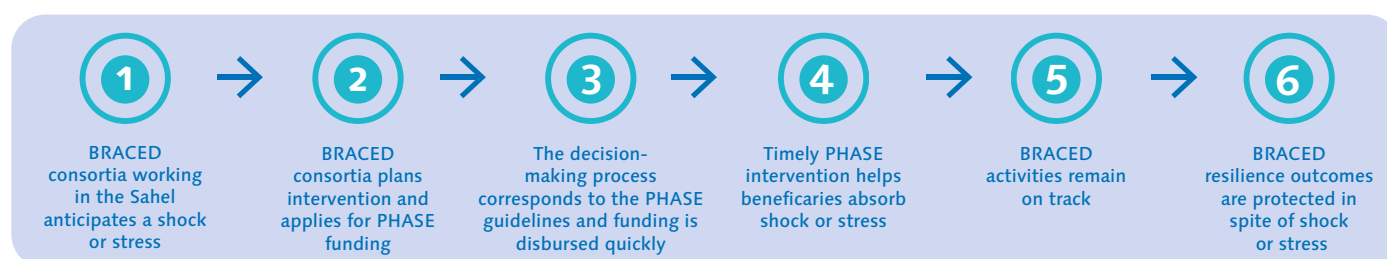 1
BRACED
consortia working
in the Sahel
anticipates a shock
or stress
2
BRACED
consortia plans
intervention and
applies for PHASE
funding
3
The decision-
making process
corresponds to the PHASE
guidelines and funding is
disbursed quickly
4
Timely PHASE
intervention helps
beneficaries absorb
shock or stress
5
BRACED
activities remain
on track
6
BRACED
resilience outcomes
are protected in
spite of shock
or stress